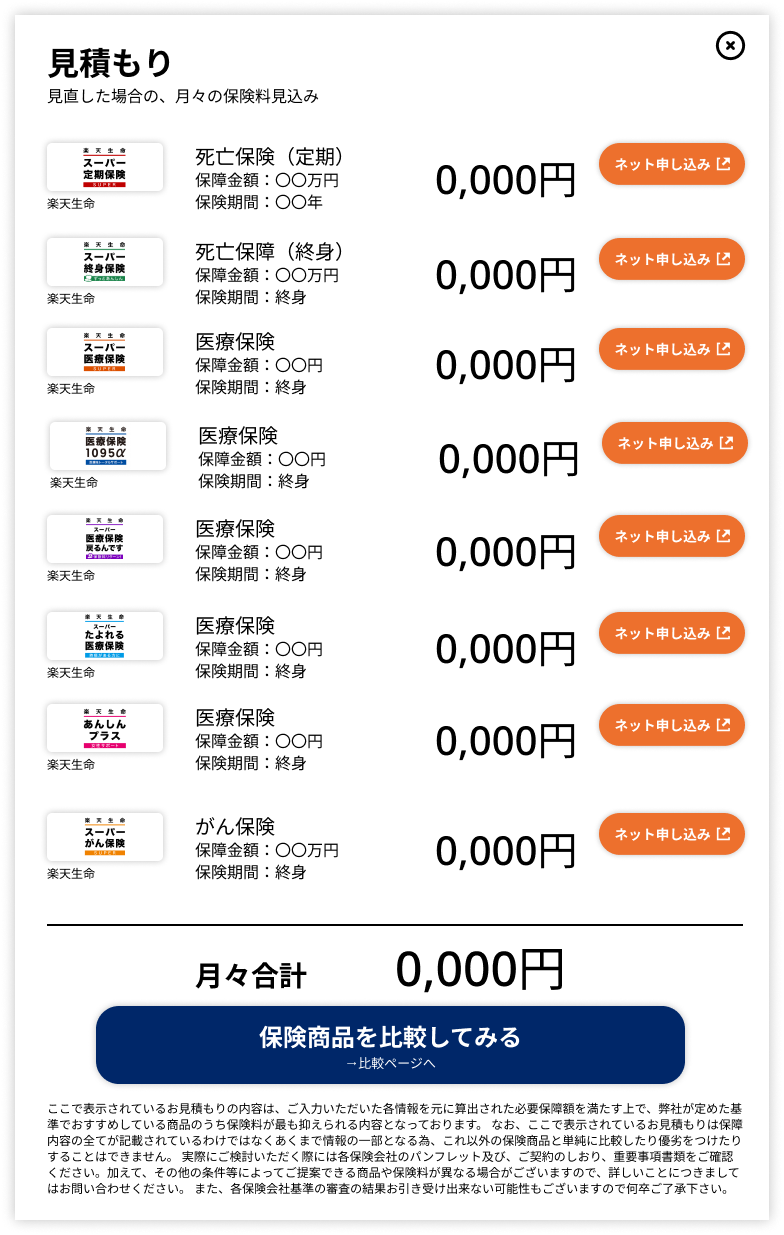 見積もり
見直した場合の、月々の保険料見込み
楽天生命
スーパー
定期保険
SUPER
楽天生命
死亡保険（定期）
保障金額：〇〇万円
保険期間：〇〇年
0,000円
ネット申し込み
楽天生命
スーパー
終身保険
楽天生命
死亡保障（終身）
保障金額：〇〇万円
保険期間：終身
0,000円
ネット申し込み
楽天生命
スーパー
医療保険
SUPER
楽天生命
医療保険
保障金額：〇〇円
保険期間：終身
0,000円
ネット申し込み
楽天生命
医療保険
1095α
楽天生命
医療保険
保障金額：〇〇円
保険期間：終身
0,000円
ネット申し込み
楽天生命
スーパー
医療保険
戻るんです
楽天生命
医療保険
保障金額：〇〇円
保険期間：終身
0,000円
ネット申し込み
楽天生命
スーパー
たよれる
医療保険
楽天生命
医療保険
保障金額：〇〇円
保険期間：終身
0,000円
ネット申し込み
楽天生命
あんしん
プラス
女性サポート
楽天生命
医療保険
保障金額：〇〇円
保険期間：終身
0,000円
ネット申し込み
楽天生命
スーパー
がん保険
SUPER
楽天生命
がん保険
保障金額：〇〇万円
保険期間：終身
0,000円
ネット申し込み
月々合計
0,000円
保険商品を比較してみる
→比較ページへ
ここで表示されているお見積もりの内容は、ご入力いただいた各情報を元に算出された必要保障額を満たす上で、弊社が定めた基
準でおすすめしている商品のうち保険料が最も抑えられる内容となっております。 なお、ここで表示されているお見積もりは保障
内容の全てが記載されているわけではなくあくまで情報の一部となる為、これ以外の保険商品と単純に比較したり優劣をつけたり
することはできません。 実際にご検討いただく際には各保険会社のパンフレット及び、ご契約のしおり、重要事項書類をご確認
ください。加えて、その他の条件等によってご提案できる商品や保険料が異なる場合がございますので、詳しいことにつきまして
はお問い合わせください。 また、各保険会社基準の審査の結果お引き受け出来ない可能性もございますので何卒ご了承下さい。